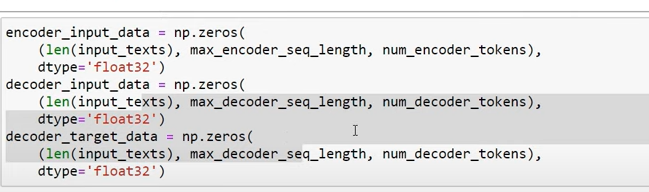 encoder_input_data = np.zeros(
    (len(input_texts), max_encoder_seq_length, num_encoder_tokens),
    dtype='float32')
decoder_input_data = np.zeros(
    (len(input_texts), max_decoder_seq_length, num_decoder_tokens),
    dtype='float32')
decoder_target_data = np.zeros(
    (len(input_texts), max_decoder_seq_length, num_decoder_tokens),
    dtype='float32')